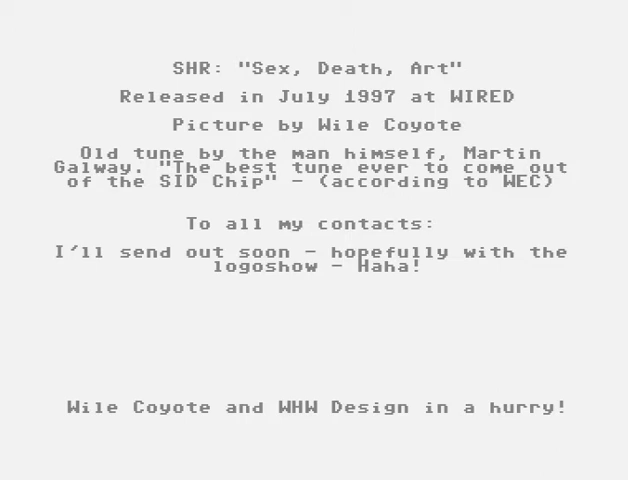 SHR: "Sex, Death, Art"
Released in July 1997 at WIRED
Picture by Wile Coyote
Old tune by the man himself, Martin
Galway. "The best tune ever to come out
of the SID Chip" - (according to WEC)
To all my contacts:
I'll send out soon - hopefully with the
logoshow - Haha!
Wile Coyote and WHW Design in a hurry!